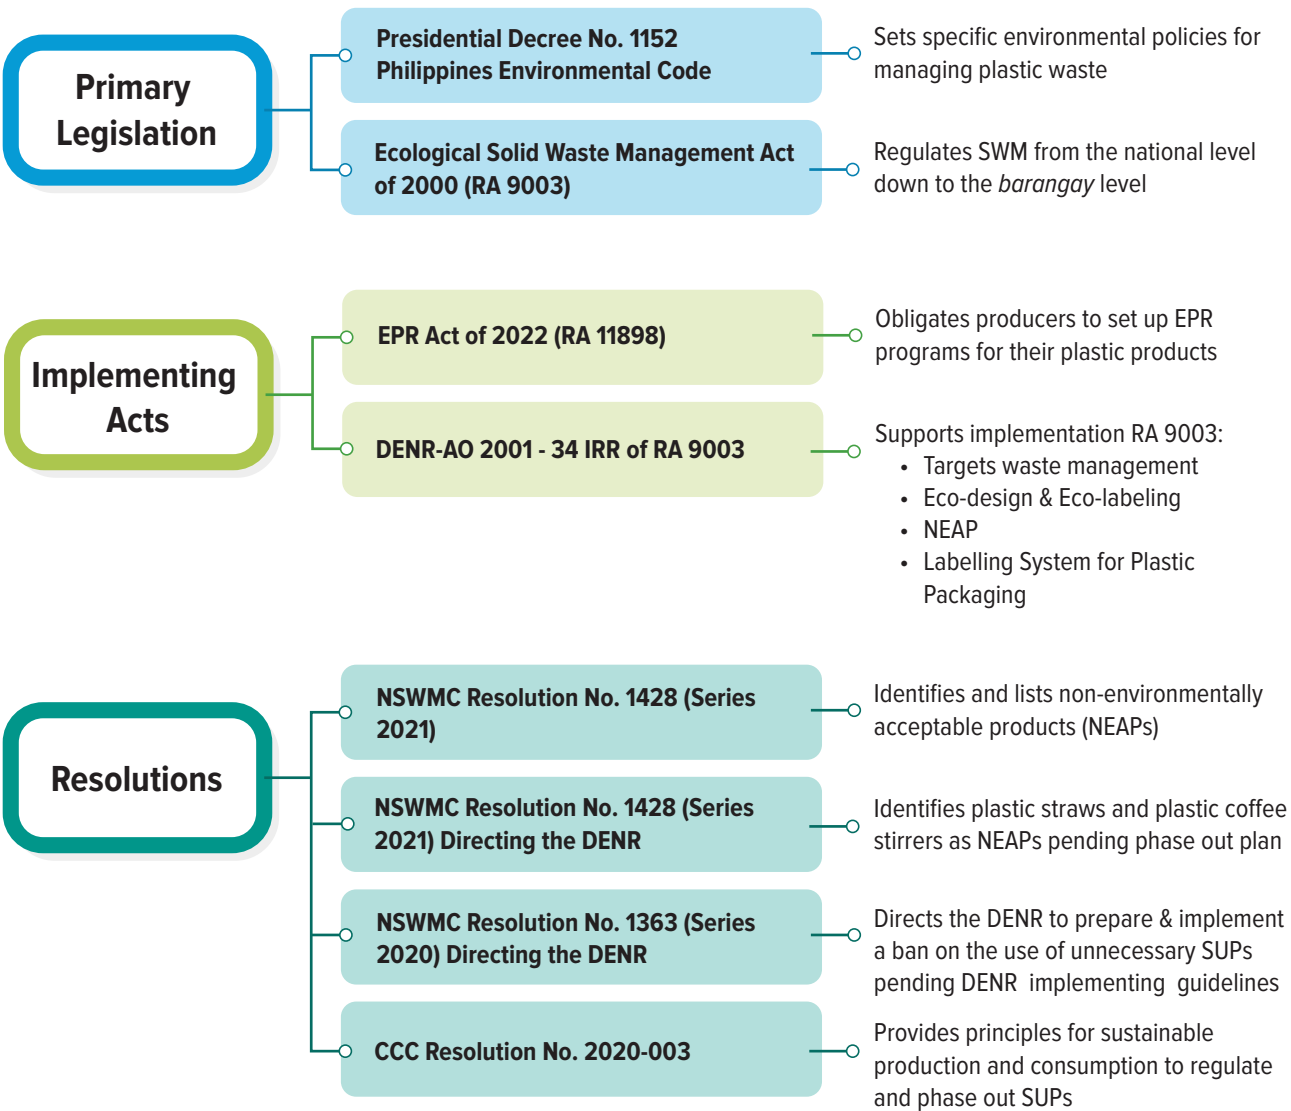 Primary
Legislation
Presidential Decree No. 1152
Philippines Environmental Code
Sets specific environmental policies for
managing plastic waste
Ecological Solid Waste Management Act
of 2000 (RA 9003)
Regulates SWM from the national level
down to the barangay level
Implementing
Acts
EPR Act of 2022 (RA 11898)
Obligates producers to set up EPR
programs for their plastic products
DENR-AO 2001 - 34 IRR of RA 9003
Supports implementation RA 9003:
• Targets waste management
• Eco-design & Eco-labeling
• NEAP
• Labelling System for Plastic
Packaging
Resolutions
NSWMC Resolution No. 1428 (Series
2021)
Identifies and lists non-environmentally
acceptable products (NEAPs)
NSWMC Resolution No. 1428 (Series
2021) Directing the DENR
Identifies plastic straws and plastic coffee
stirrers as NEAPs pending phase out plan
NSWMC Resolution No. 1363 (Series
2020) Directing the DENR
Directs the DENR to prepare & implement
a ban on the use of unnecessary SUPs
pending DENR implementing guidelines
CCC Resolution No. 2020-003
Provides principles for sustainable
production and consumption to regulate
and phase out SUPs